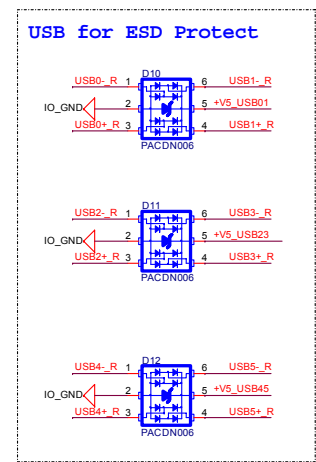 USB for ESD Protect
D10
USB0-_R 1 6 USB1-_R
IO_GND 2 5 +V5_USB01
USB0+_R 3 4 USB1+_R
PACDN006
D11
USB2-_R 1 6 USB3-_R
IO_GND 2 5 +V5_USB23
USB2+_R 3 4 USB3+_R
PACDN006
D12
USB4-_R 1 6 USB5-_R
IO_GND 2 5 +V5_USB45
USB4+_R 3 4 USB5+_R
PACDN006